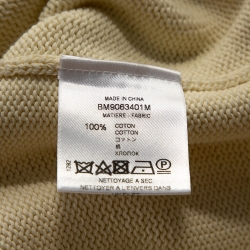 MADE IN CHINA
BM9063401M
MATIERE - FABRIC
100% COTON
COTTON
コットン
棉
ХЛОПОК
NETTOYAGE A SEC
NETTOYER A L'ENVERS DANS